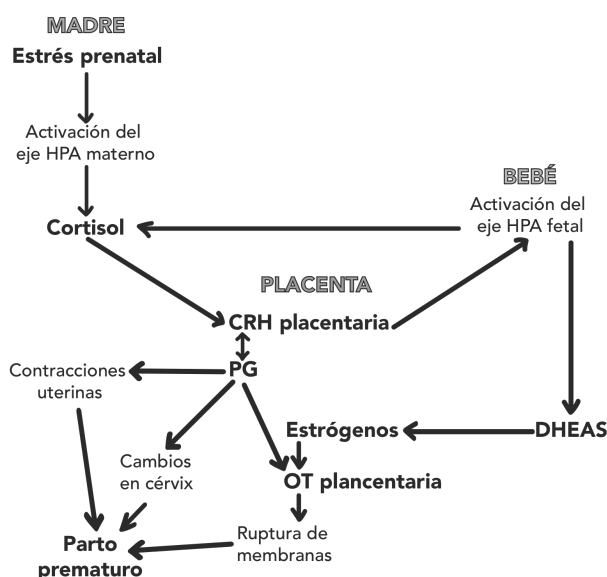 MADRE
Estrés prenatal
Activación del
eje HPA materno
BEBÉ
Activación del
eje HPA fetal
Cortisol
PLACENTA
CRH placentaria
PG
Contracciones
uterinas
Estrógenos
DHEAS
Cambios
en cérvix
OT plancentaria
Ruptura de
membranas
Parto
prematuro